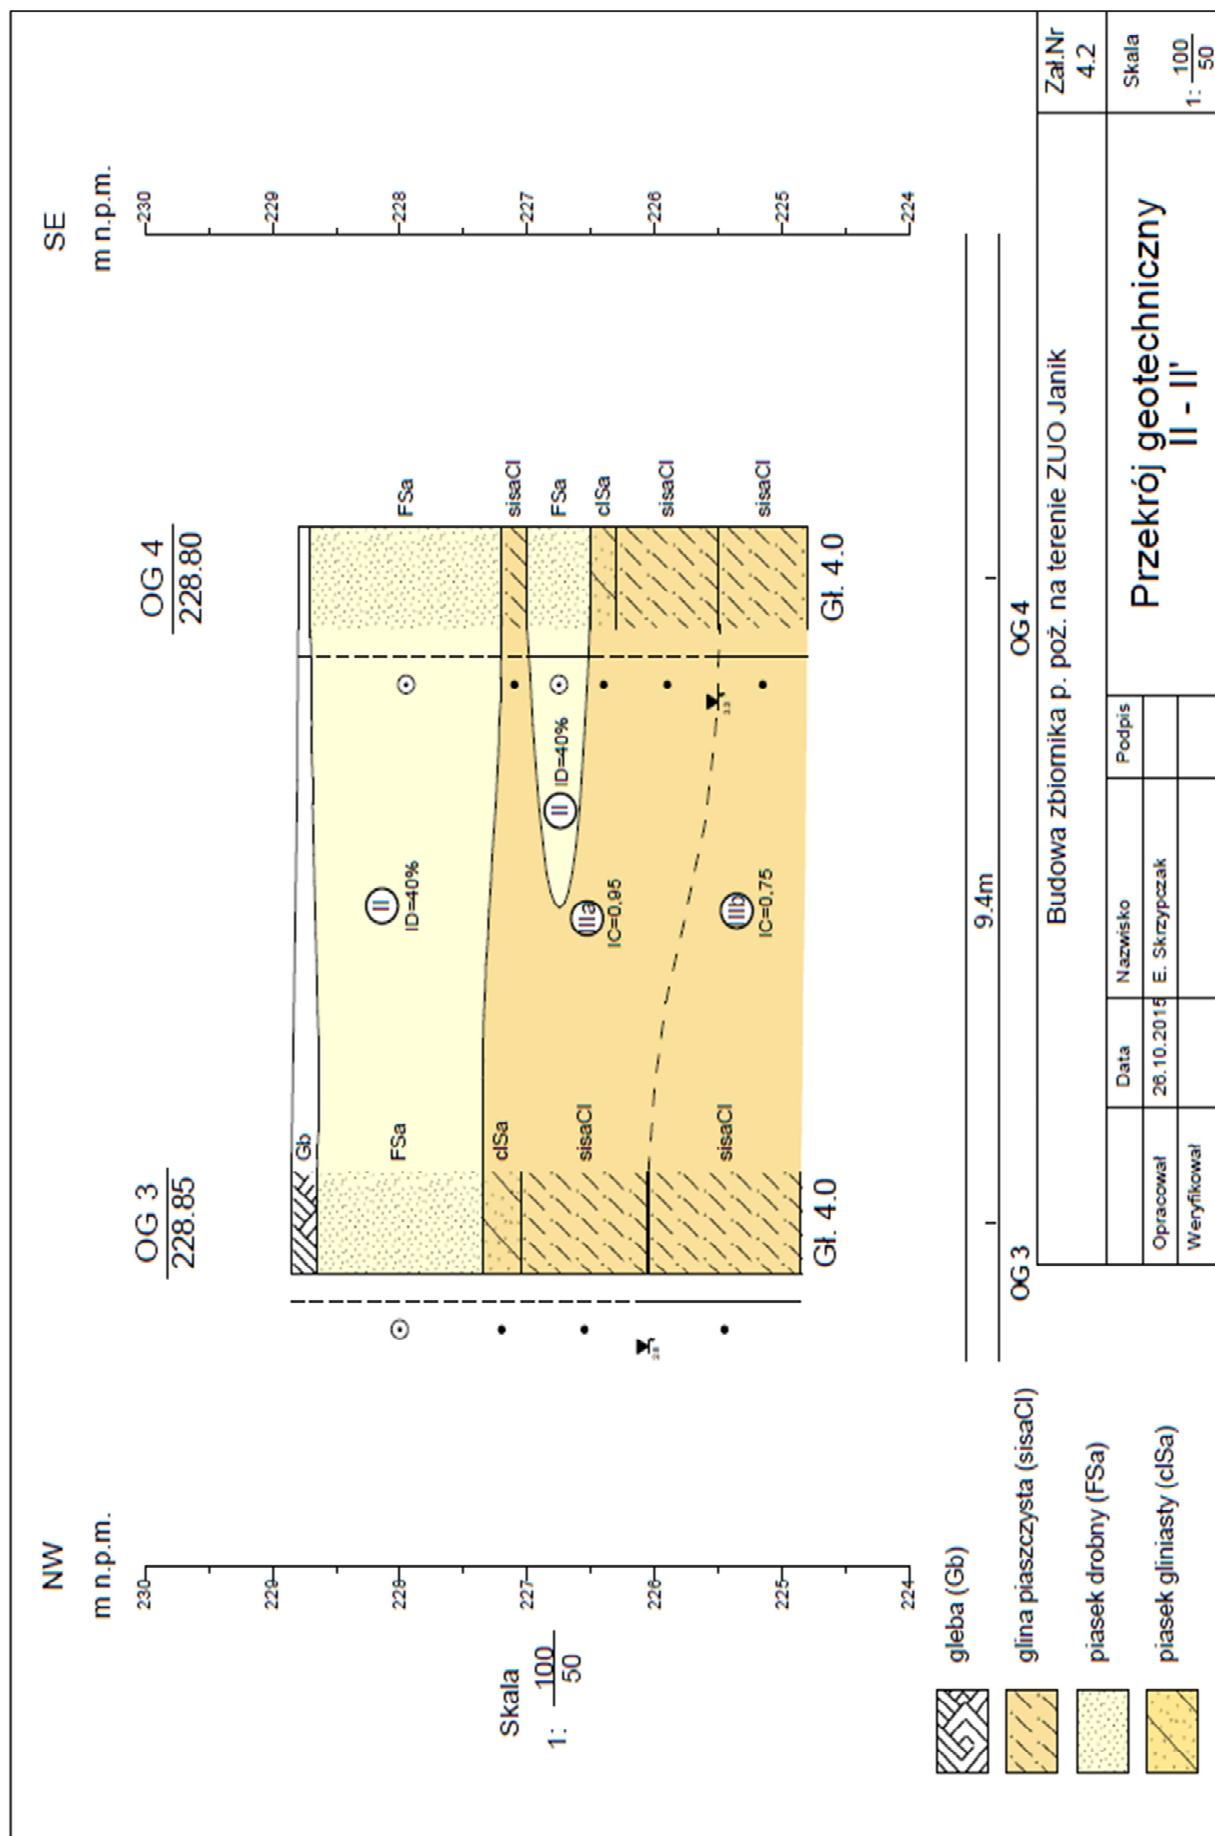 NW
SE
m n.p.m.
m n.p.m.
OG 3
228.85
OG 4
228.80
230
229
228
227
226
225
224
230
229
228
227
226
225
224
Skala
1: 100
50
Gb
FSa
clSa
sisaCl
sisaCl
Gł. 4.0
II
ID=40%
II
ID=40%
IIIa
IC=0,95
IIIb
IC=0,75
FSa
sisaCl
FSa
clSa
sisaCl
sisaCl
Gł. 4.0
2.8
3.3
9.4m
OG 3
OG 4
gleba (Gb)
glina piaszczysta (sisaCl)
piasek drobny (FSa)
piasek gliniasty (clSa)
Budowa zbiornika p. poż. na terenie ZUO Janik
Zał.Nr
4.2
Data
Nazwisko
Podpis
Opracował
26.10.2015
E. Skrzypczak
Weryfikował
Przekrój geotechniczny
II - II'
Skala
1: 100
50